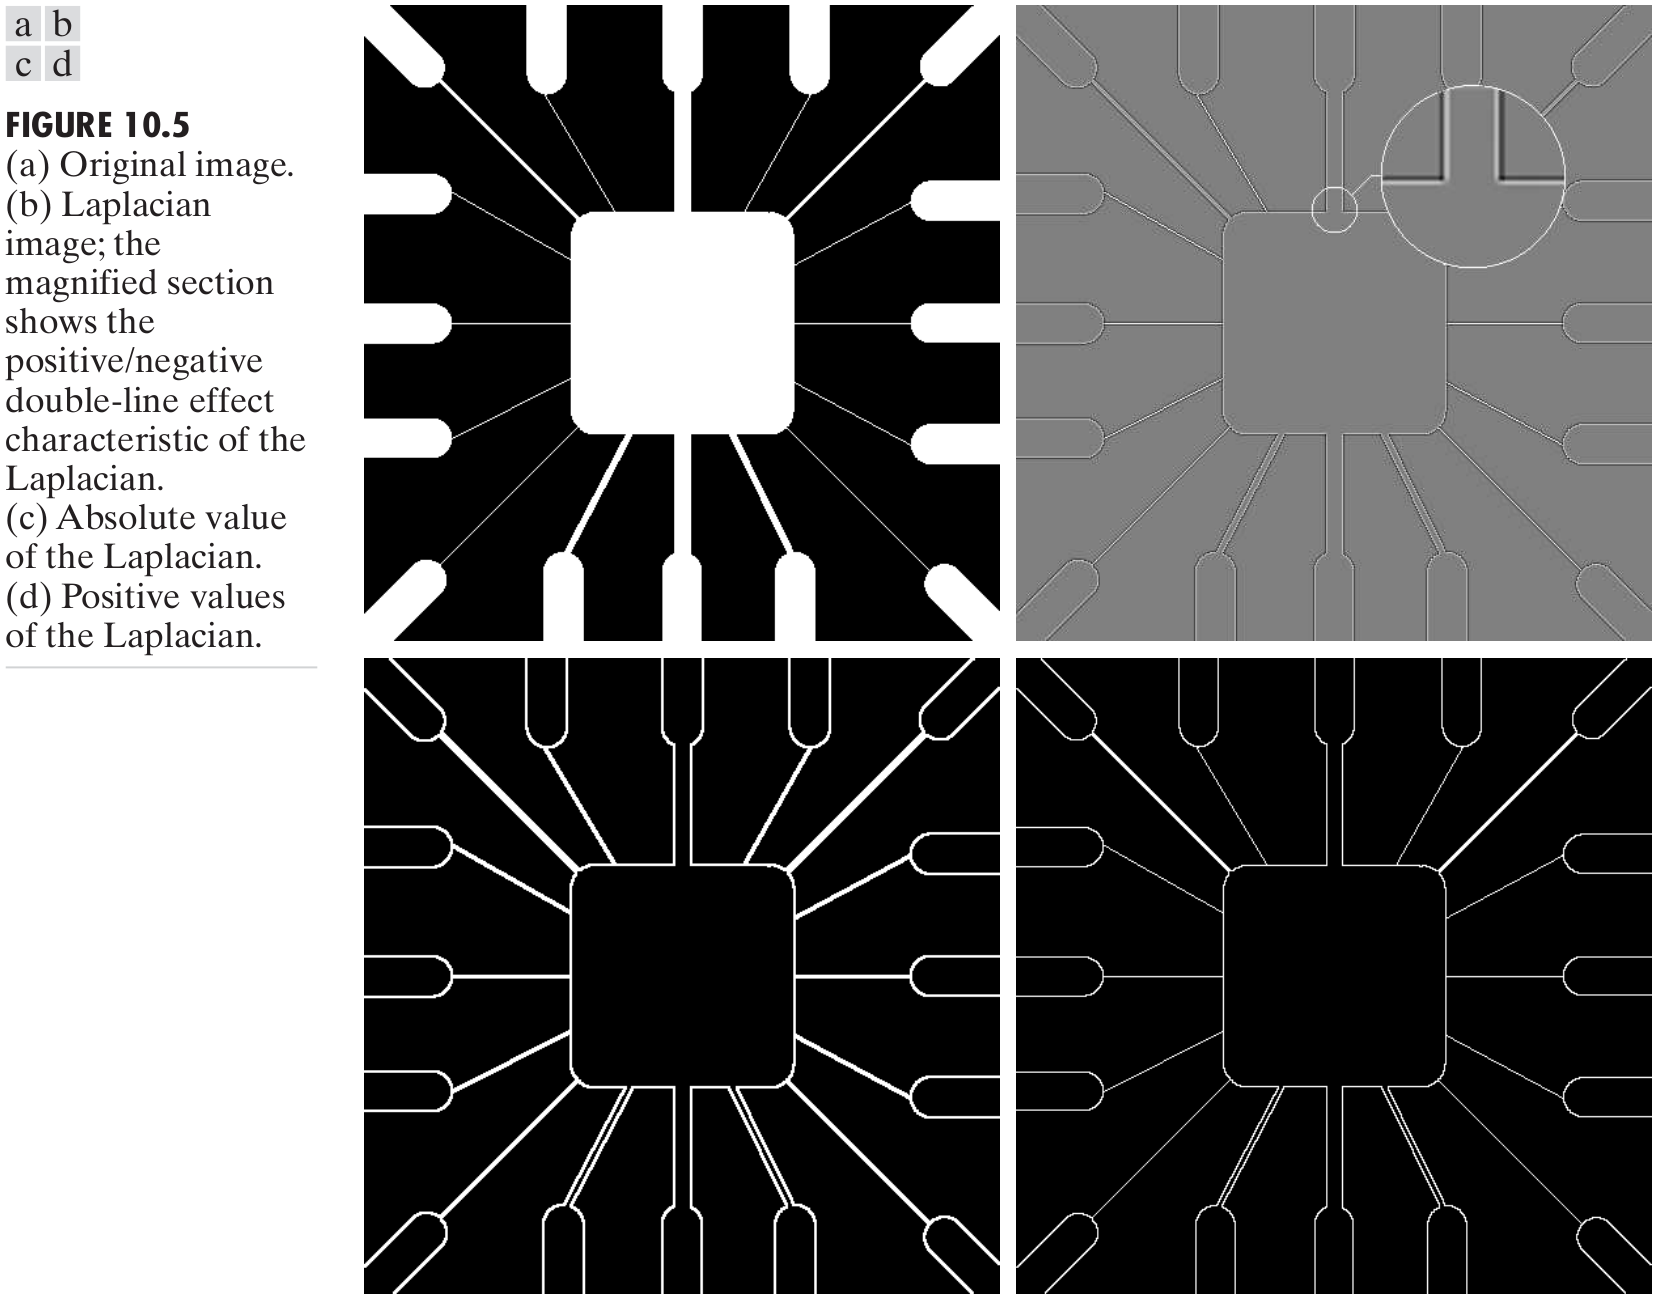 a b
c d
FIGURE 10.5
(a) Original image.
(b) Laplacian
image; the
magnified section
shows the
positive/negative
double-line effect
characteristic of the
Laplacian.
(c) Absolute value
of the Laplacian.
(d) Positive values
of the Laplacian.